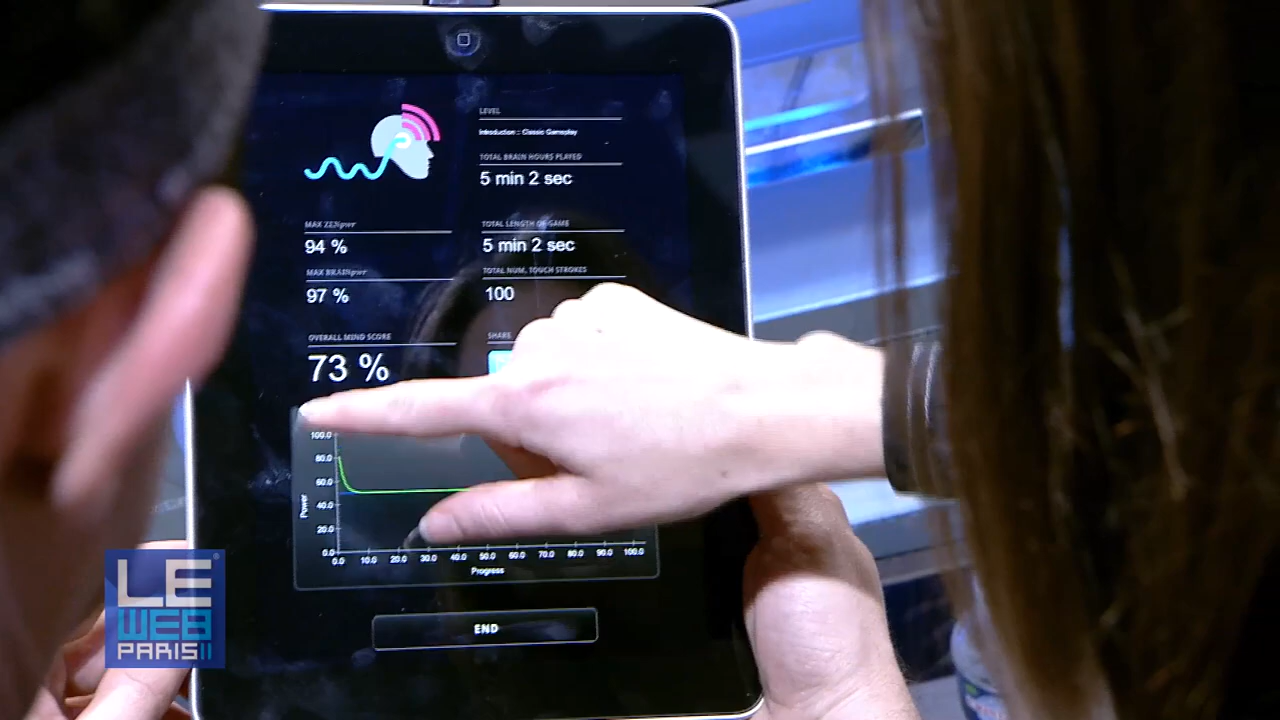 LEVEL
Introduction : Classic Gameplay
TOTAL BRAIN HOURS PLAYED
5 min 2 sec
MAX ZENpwr
94 %
TOTAL LENGTH OF GAME
5 min 2 sec
MAX BRAINpwr
97 %
TOTAL NUM. TOUCH STROKES
100
OVERALL MIND SCORE
73 %
SHARE
100.0
80.0
60.0
40.0
20.0
0.0
Power
0.0 10.0 20.0 30.0 40.0 50.0 60.0 70.0 80.0 90.0 100.0
Progress
END
LE
WEB
PARIS11